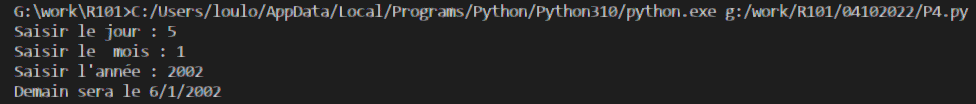 G:\work\R101>C:/Users/loulo/AppData/Local/Programs/Python/Python310/python.exe g:/work/R101/04102022/P4.py
Saisir le jour : 5
Saisir le  mois : 1
Saisir l'année : 2002
Demain sera le 6/1/2002